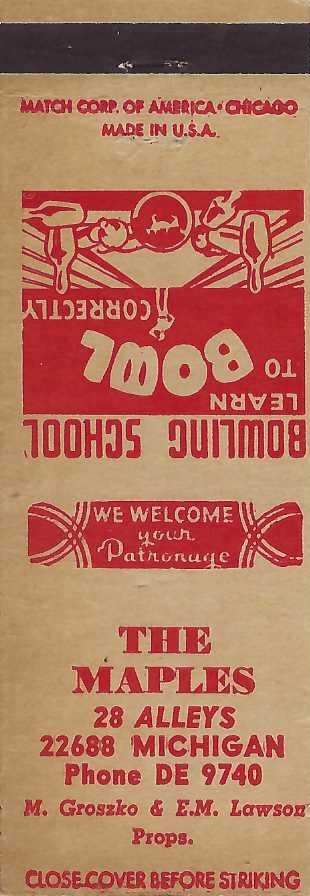 MATCH CORP. OF AMERICA • CHICAGO
MADE IN U.S.A.
BOWLING SCHOOL
LEARN
TO BOWL
CORRECTLY
WE WELCOME
your
Patronage
THE
MAPLES
28 ALLEYS
22688 MICHIGAN
Phone DE 9740
M. Groszko & E.M. Lawson
Props.
CLOSE COVER BEFORE STRIKING